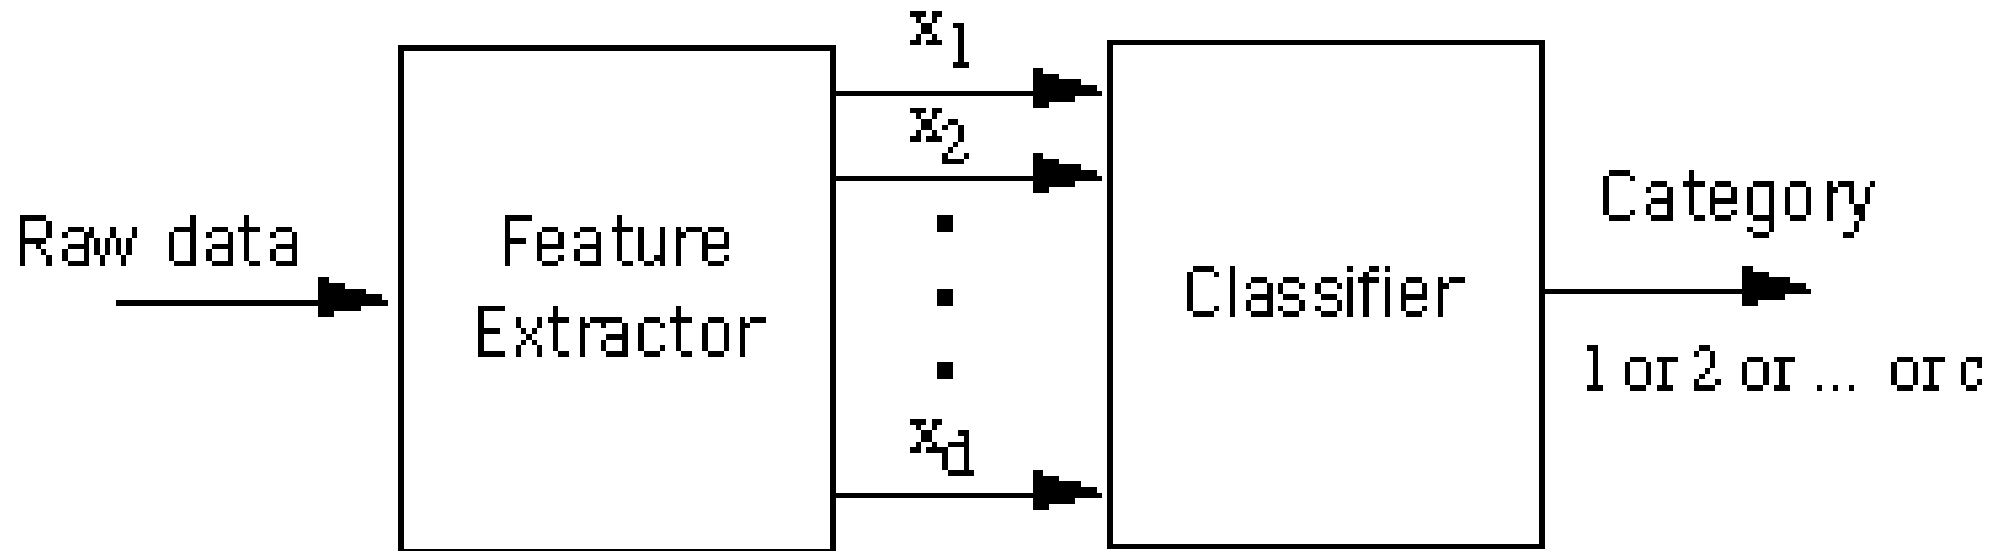 Raw data
Feature
Extractor
x1
x2
xd
Classifier
Category
1 or 2 or ... or c